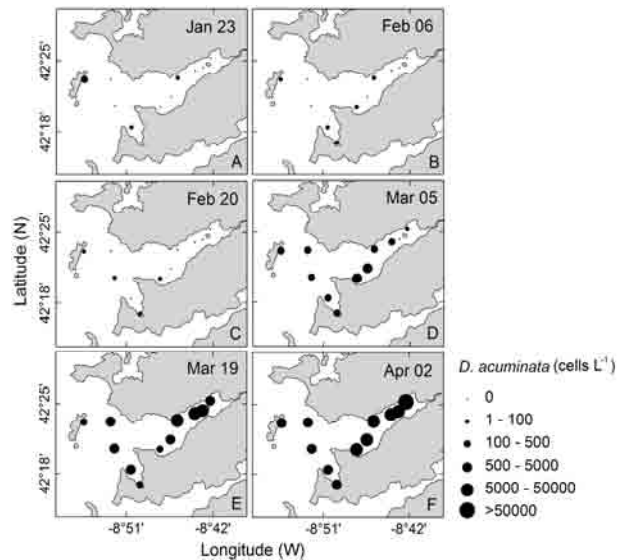 Jan 23
Feb 06
42°25'
42°18'
A
B
Feb 20
Mar 05
42°25'
42°18'
C
D
Latitude (N)
Mar 19
Apr 02
42°25'
42°18'
E
F
-8°51' -8°42' -8°51' -8°42'
Longitude (W)
D. acuminata (cells L⁻¹)
0
1 - 100
100 - 500
500 - 5000
5000 - 50000
>50000